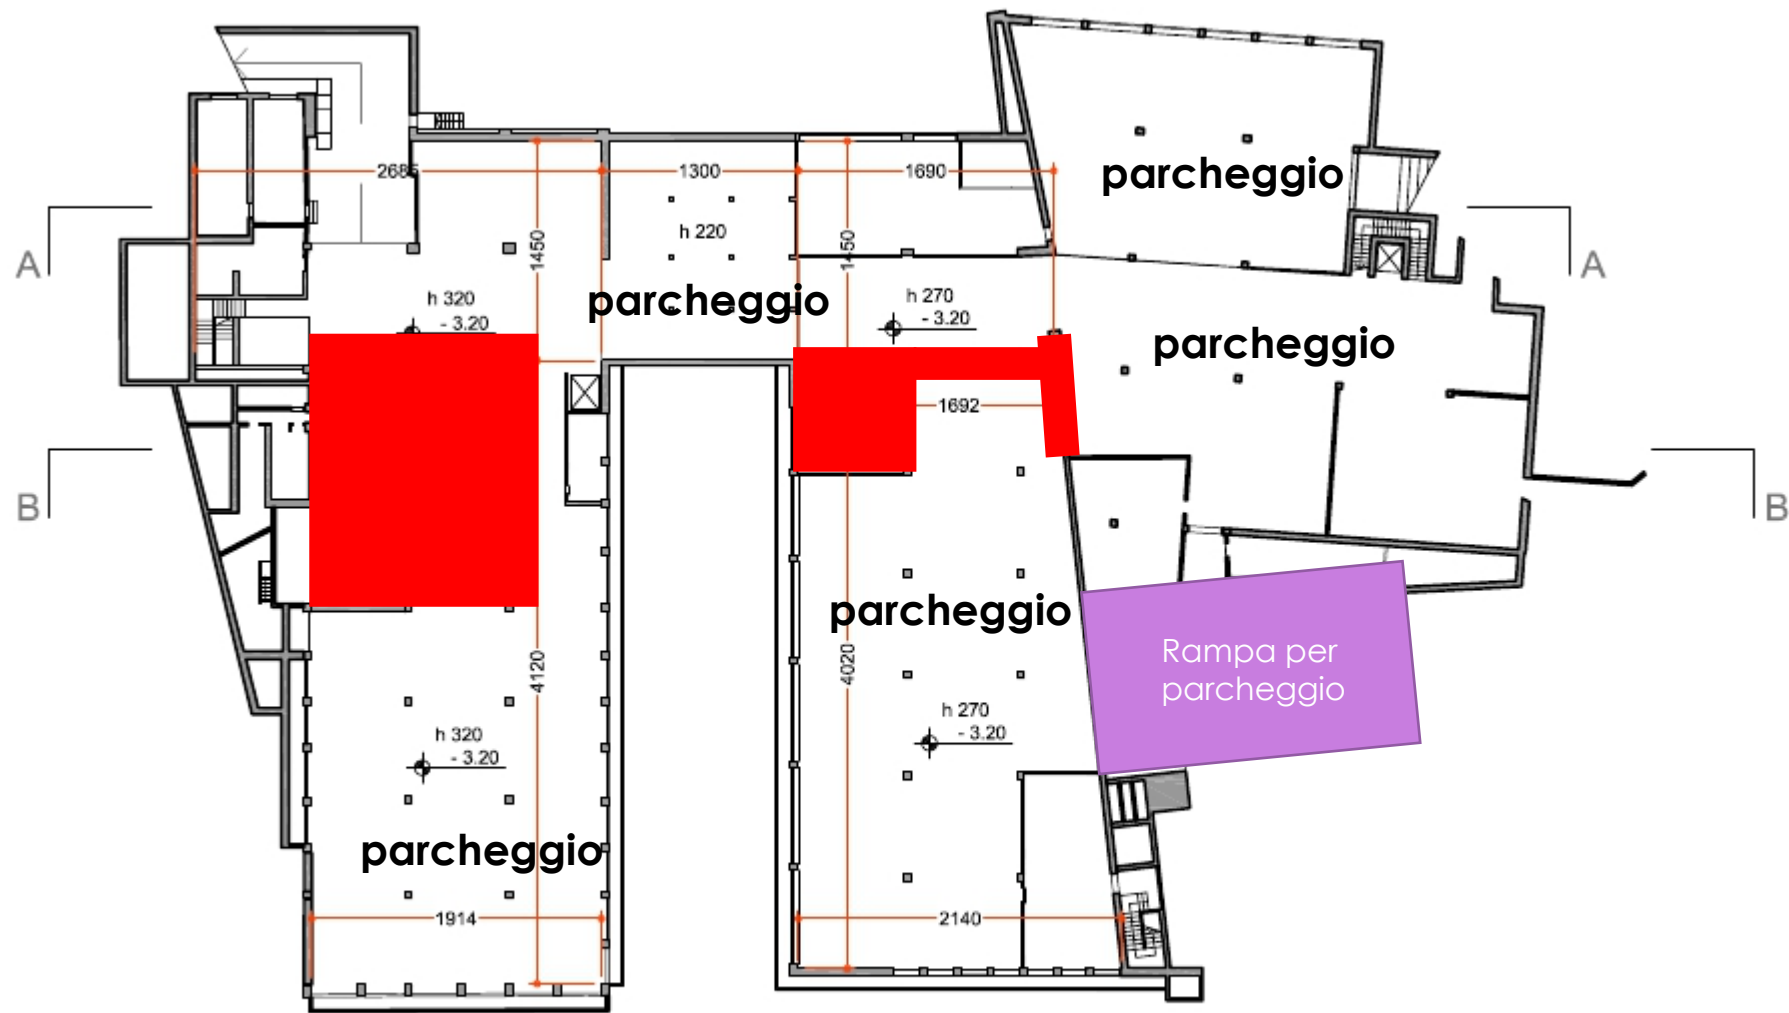 parcheggio
2685
1300
1690
h 220
1450
1450
A
A
h 320
- 3.20
parcheggio
h 270
- 3.20
parcheggio
1692
B
B
parcheggio
Rampa per
parcheggio
4120
4020
h 320
- 3.20
h 270
- 3.20
parcheggio
1914
2140